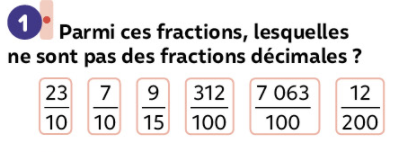 1 Parmi ces fractions, lesquelles
ne sont pas des fractions décimales ?
23/10 7/10 9/15 312/100 7 063/100 12/200